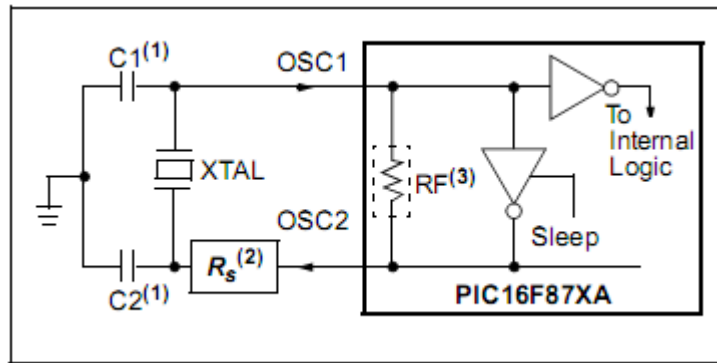 C1(1)
OSC1
To
Internal
Logic
XTAL
RF(3)
OSC2
Sleep
Rs(2)
C2(1)
PIC16F87XA